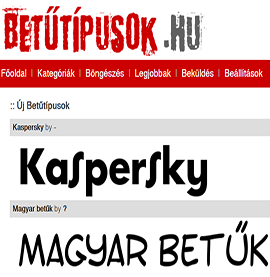 BETŰTÍPUSOK.HU
Főoldal | Kategóriák | Böngészés | Legjobbak | Beküldés | Beállítások
:: Új Betűtípusok
Kaspersky by -
Kaspersky
Magyar betűk by ?
MAGYAR BETŰK